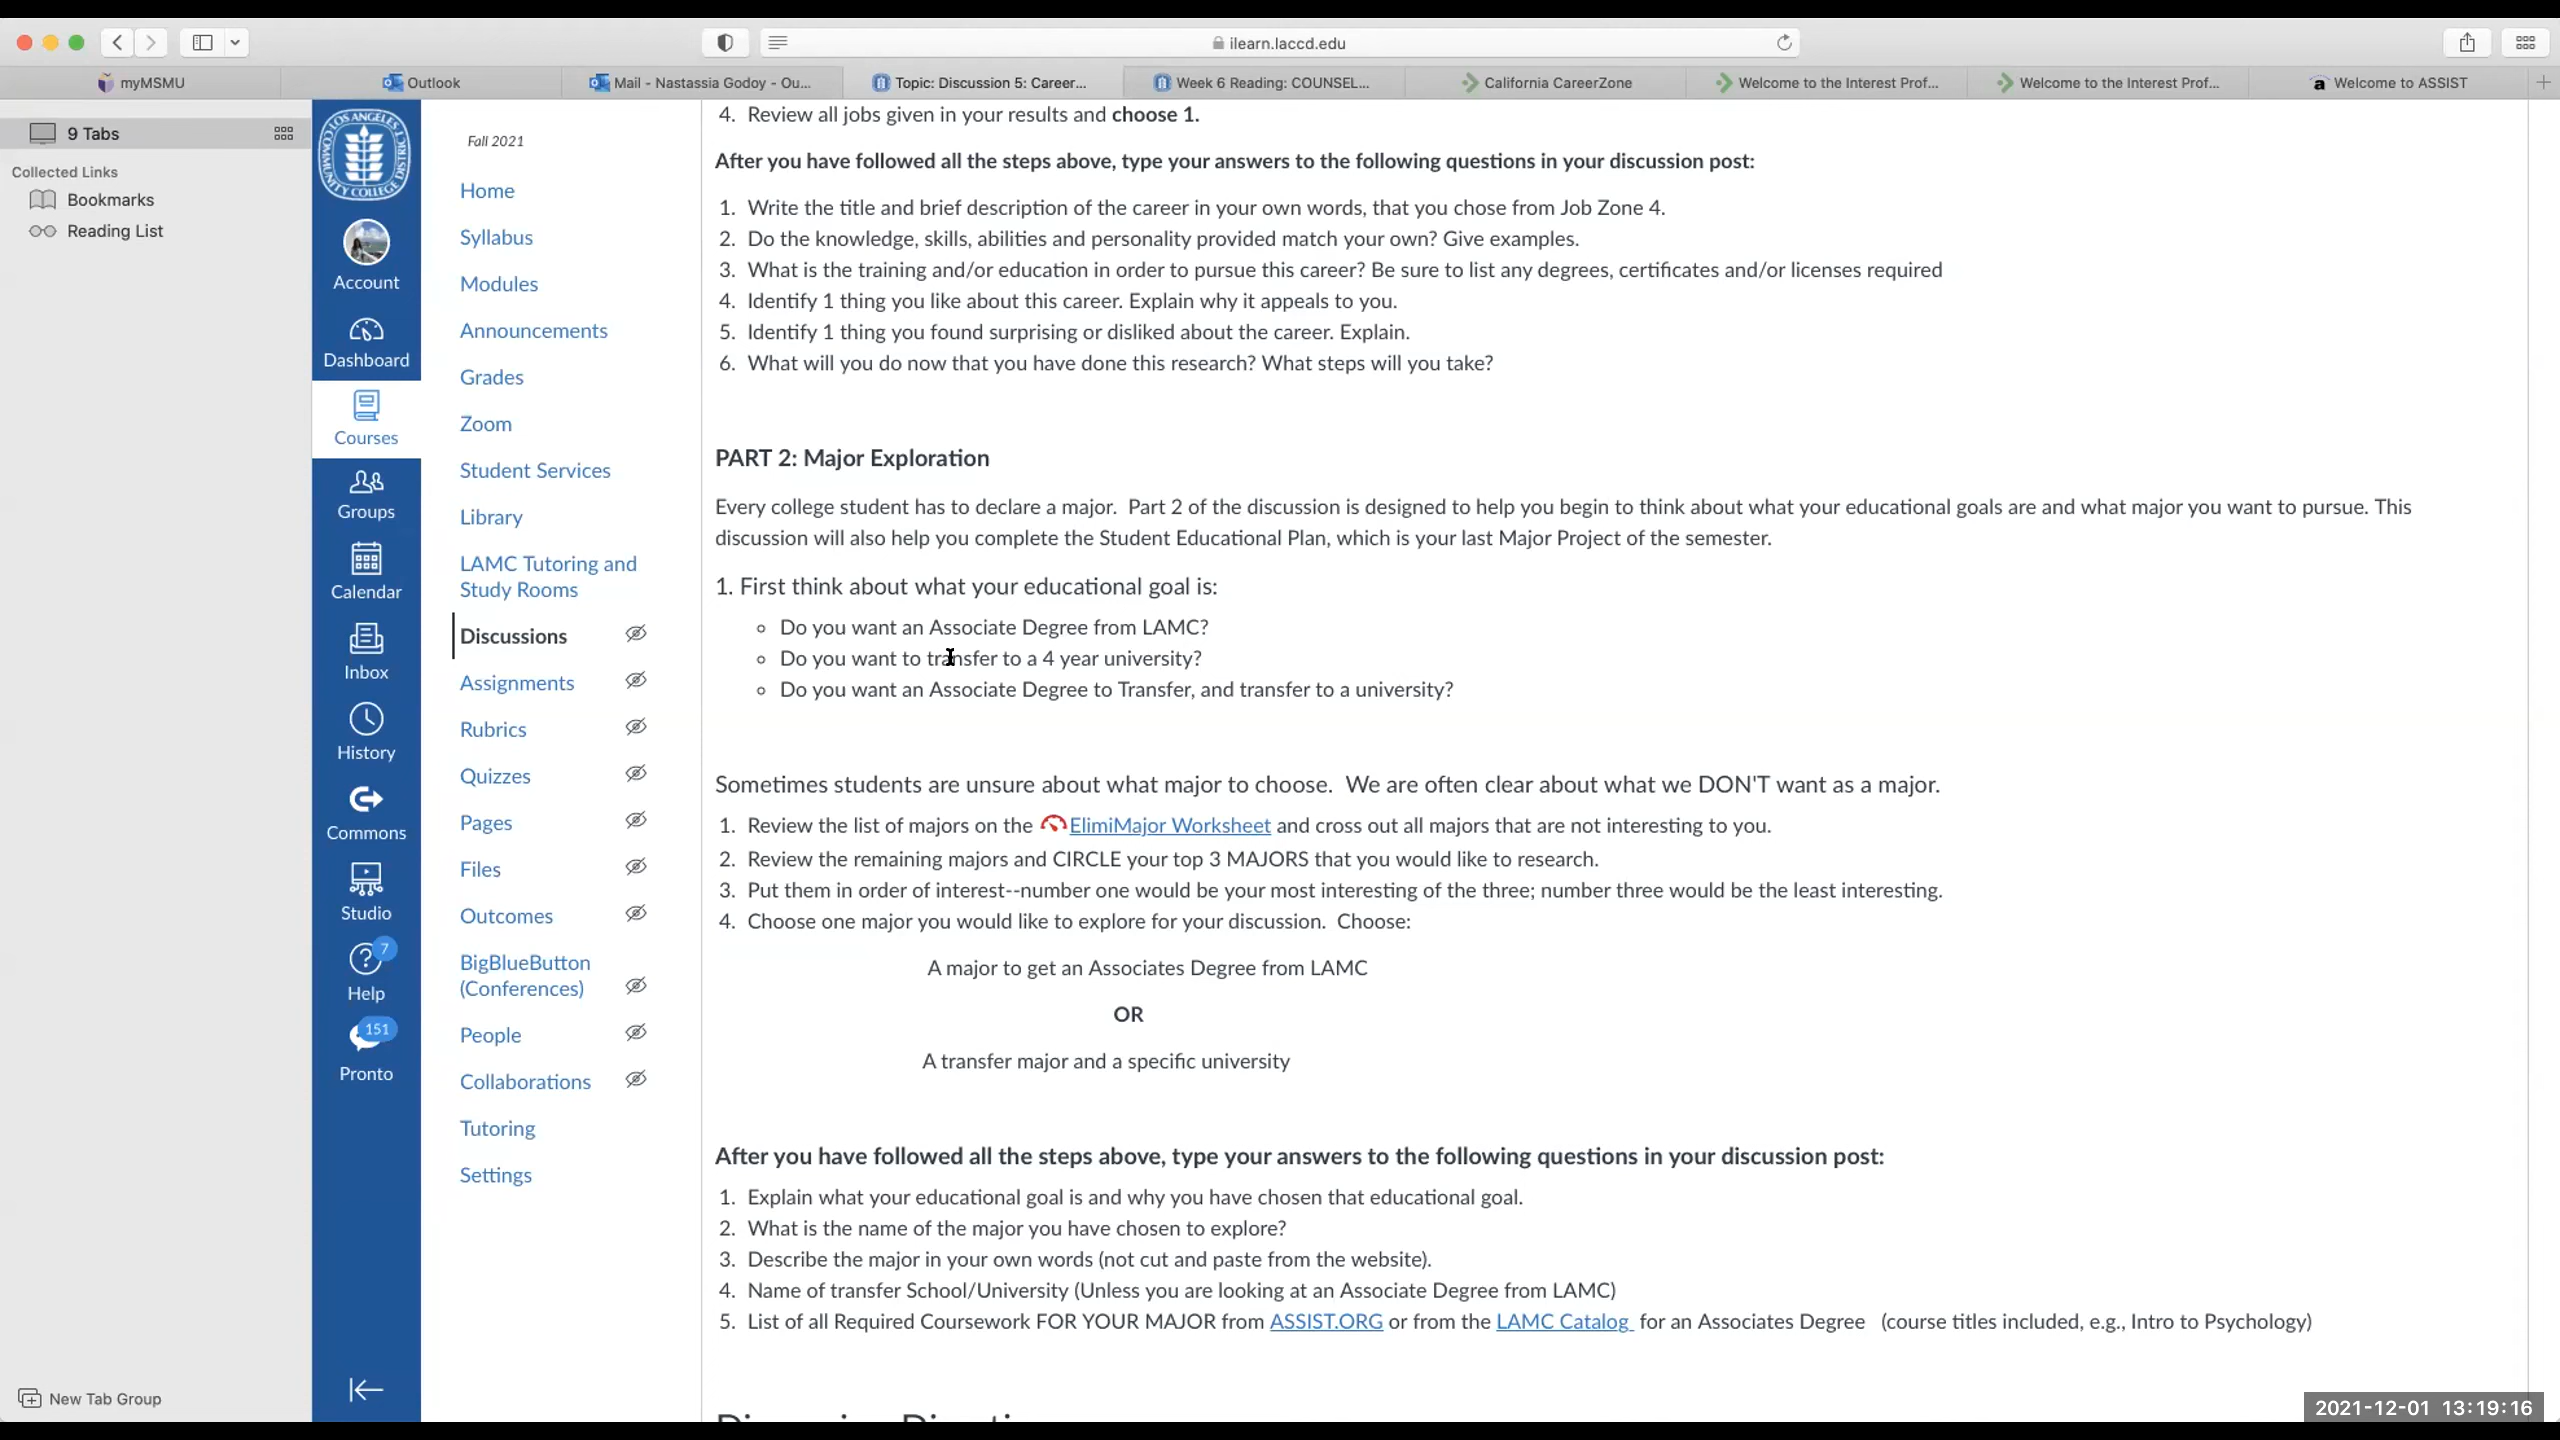 ilearn.laccd.edu
myMSMU
Outlook
Mail - Nastassia Godoy - Ou...
Topic: Discussion 5: Career...
Week 6 Reading: COUNSEL...
California CareerZone
Welcome to the Interest Prof...
Welcome to the Interest Prof...
a Welcome to ASSIST
9 Tabs
Collected Links
Bookmarks
Reading List
New Tab Group
LOS ANGELES
COMMUNITY COLLEGE DISTRICT
Account
Dashboard
Courses
Groups
Calendar
Inbox
History
Commons
Studio
7
Help
151
Pronto
Fall 2021
Home
Syllabus
Modules
Announcements
Grades
Zoom
Student Services
Library
LAMC Tutoring and
Study Rooms
Discussions
Assignments
Rubrics
Quizzes
Pages
Files
Outcomes
BigBlueButton
(Conferences)
People
Collaborations
Tutoring
Settings
4. Review all jobs given in your results and choose 1.
After you have followed all the steps above, type your answers to the following questions in your discussion post:
1. Write the title and brief description of the career in your own words, that you chose from Job Zone 4.
2. Do the knowledge, skills, abilities and personality provided match your own? Give examples.
3. What is the training and/or education in order to pursue this career? Be sure to list any degrees, certificates and/or licenses required
4. Identify 1 thing you like about this career. Explain why it appeals to you.
5. Identify 1 thing you found surprising or disliked about the career. Explain.
6. What will you do now that you have done this research? What steps will you take?
PART 2: Major Exploration
Every college student has to declare a major.  Part 2 of the discussion is designed to help you begin to think about what your educational goals are and what major you want to pursue. This
discussion will also help you complete the Student Educational Plan, which is your last Major Project of the semester.
1. First think about what your educational goal is:
Do you want an Associate Degree from LAMC?
Do you want to transfer to a 4 year university?
Do you want an Associate Degree to Transfer, and transfer to a university?
Sometimes students are unsure about what major to choose.  We are often clear about what we DON'T want as a major.
1. Review the list of majors on the ElimiMajor Worksheet and cross out all majors that are not interesting to you.
2. Review the remaining majors and CIRCLE your top 3 MAJORS that you would like to research.
3. Put them in order of interest--number one would be your most interesting of the three; number three would be the least interesting.
4. Choose one major you would like to explore for your discussion.  Choose:
A major to get an Associates Degree from LAMC
OR
A transfer major and a specific university
After you have followed all the steps above, type your answers to the following questions in your discussion post:
1. Explain what your educational goal is and why you have chosen that educational goal.
2. What is the name of the major you have chosen to explore?
3. Describe the major in your own words (not cut and paste from the website).
4. Name of transfer School/University (Unless you are looking at an Associate Degree from LAMC)
5. List of all Required Coursework FOR YOUR MAJOR from ASSIST.ORG or from the LAMC Catalog  for an Associates Degree   (course titles included, e.g., Intro to Psychology)
2021-12-01 13:19:16